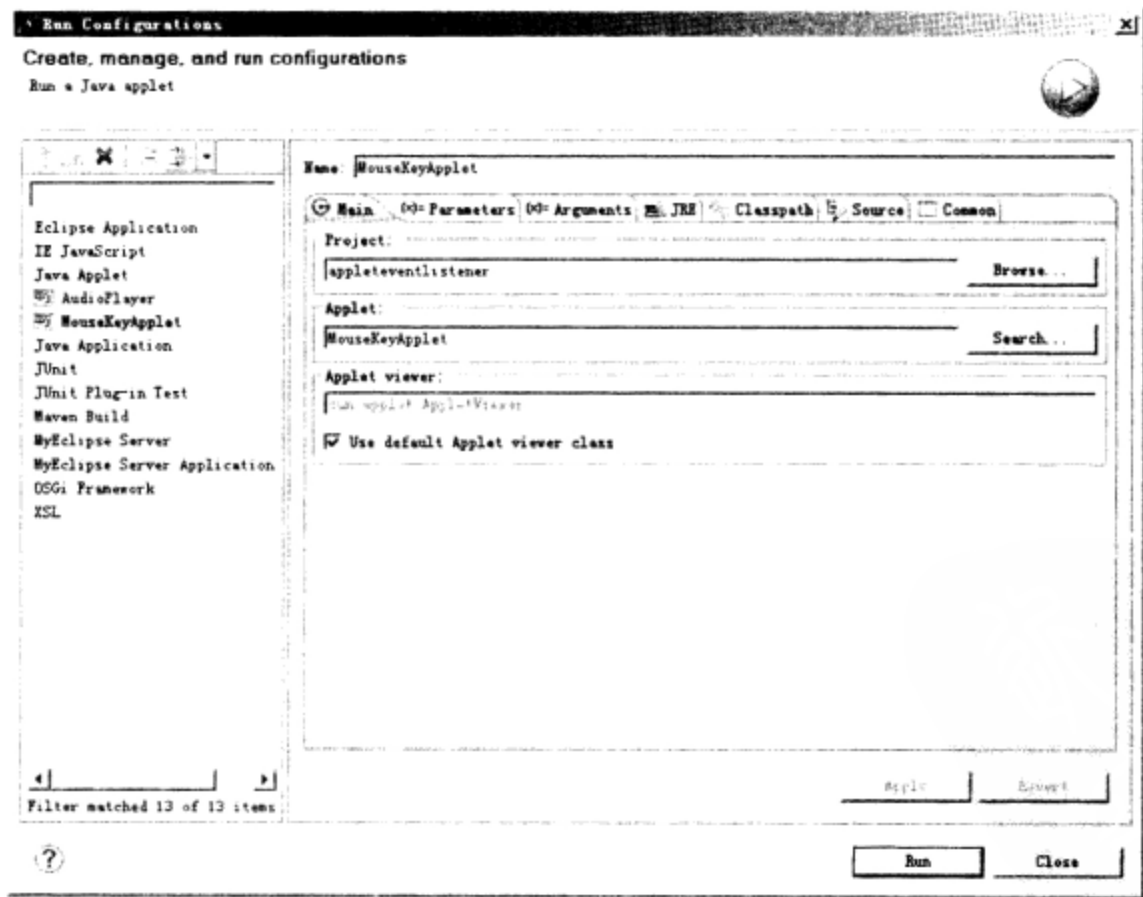 Run Configurations
Create, manage, and run configurations
Run a Java applet
Name: MouseKeyApplet
Main (x)= Parameters (x)= Arguments JRE Classpath Source Common
Eclipse Application
IE JavaScript
Java Applet
AudioPlayer
MouseKeyApplet
Java Application
JUnit
JUnit Plug-in Test
Maven Build
MyEclipse Server
MyEclipse Server Application
OSGi Framework
XSL
Filter matched 13 of 13 items
Project:
appleteventlistener
Browse...
Applet:
MouseKeyApplet
Search...
Applet viewer:
sun.applet.AppletViewer
Use default Applet viewer class
Apply
Revert
?
Run
Close